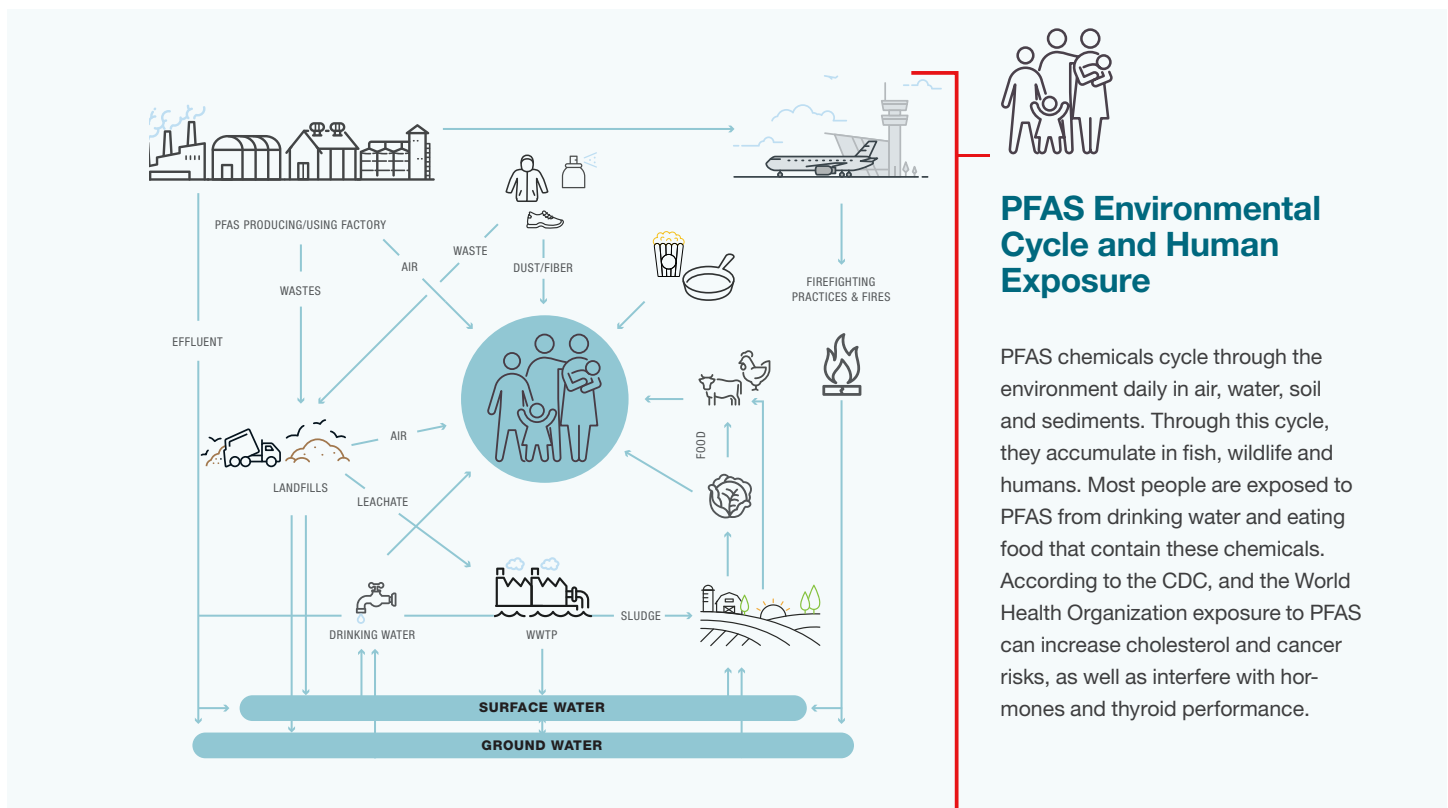 PFAS PRODUCING/USING FACTORY
AIR
WASTE
DUST/FIBER
WASTES
FIREFIGHTING
PRACTICES & FIRES
EFFLUENT
AIR
FOOD
LANDFILLS
LEACHATE
DRINKING WATER
WWTP
SLUDGE
SURFACE WATER
GROUND WATER
PFAS Environmental
Cycle and Human
Exposure
PFAS chemicals cycle through the
environment daily in air, water, soil
and sediments. Through this cycle,
they accumulate in fish, wildlife and
humans. Most people are exposed to
PFAS from drinking water and eating
food that contain these chemicals.
According to the CDC, and the World
Health Organization exposure to PFAS
can increase cholesterol and cancer
risks, as well as interfere with hor-
mones and thyroid performance.